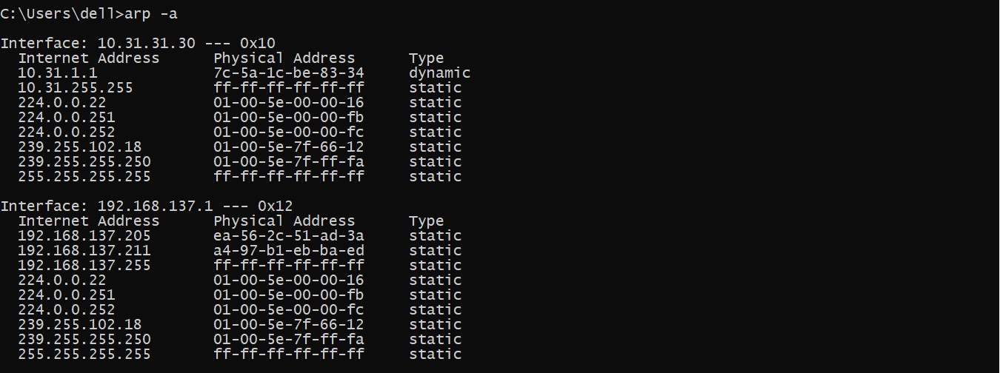 C:\Users\dell>arp -a
Interface: 10.31.31.30 --- 0x10
Internet Address Physical Address Type
10.31.1.1 7c-5a-1c-be-83-34 dynamic
10.31.255.255 ff-ff-ff-ff-ff-ff static
224.0.0.22 01-00-5e-00-00-16 static
224.0.0.251 01-00-5e-00-00-fb static
224.0.0.252 01-00-5e-00-00-fc static
239.255.102.18 01-00-5e-7f-66-12 static
239.255.255.250 01-00-5e-7f-ff-fa static
255.255.255.255 ff-ff-ff-ff-ff-ff static
Interface: 192.168.137.1 --- 0x12
Internet Address Physical Address Type
192.168.137.205 ea-56-2c-51-ad-3a static
192.168.137.211 a4-97-b1-eb-ba-ed static
192.168.137.255 ff-ff-ff-ff-ff-ff static
224.0.0.22 01-00-5e-00-00-16 static
224.0.0.251 01-00-5e-00-00-fb static
224.0.0.252 01-00-5e-00-00-fc static
239.255.102.18 01-00-5e-7f-66-12 static
239.255.255.250 01-00-5e-7f-ff-fa static
255.255.255.255 ff-ff-ff-ff-ff-ff static